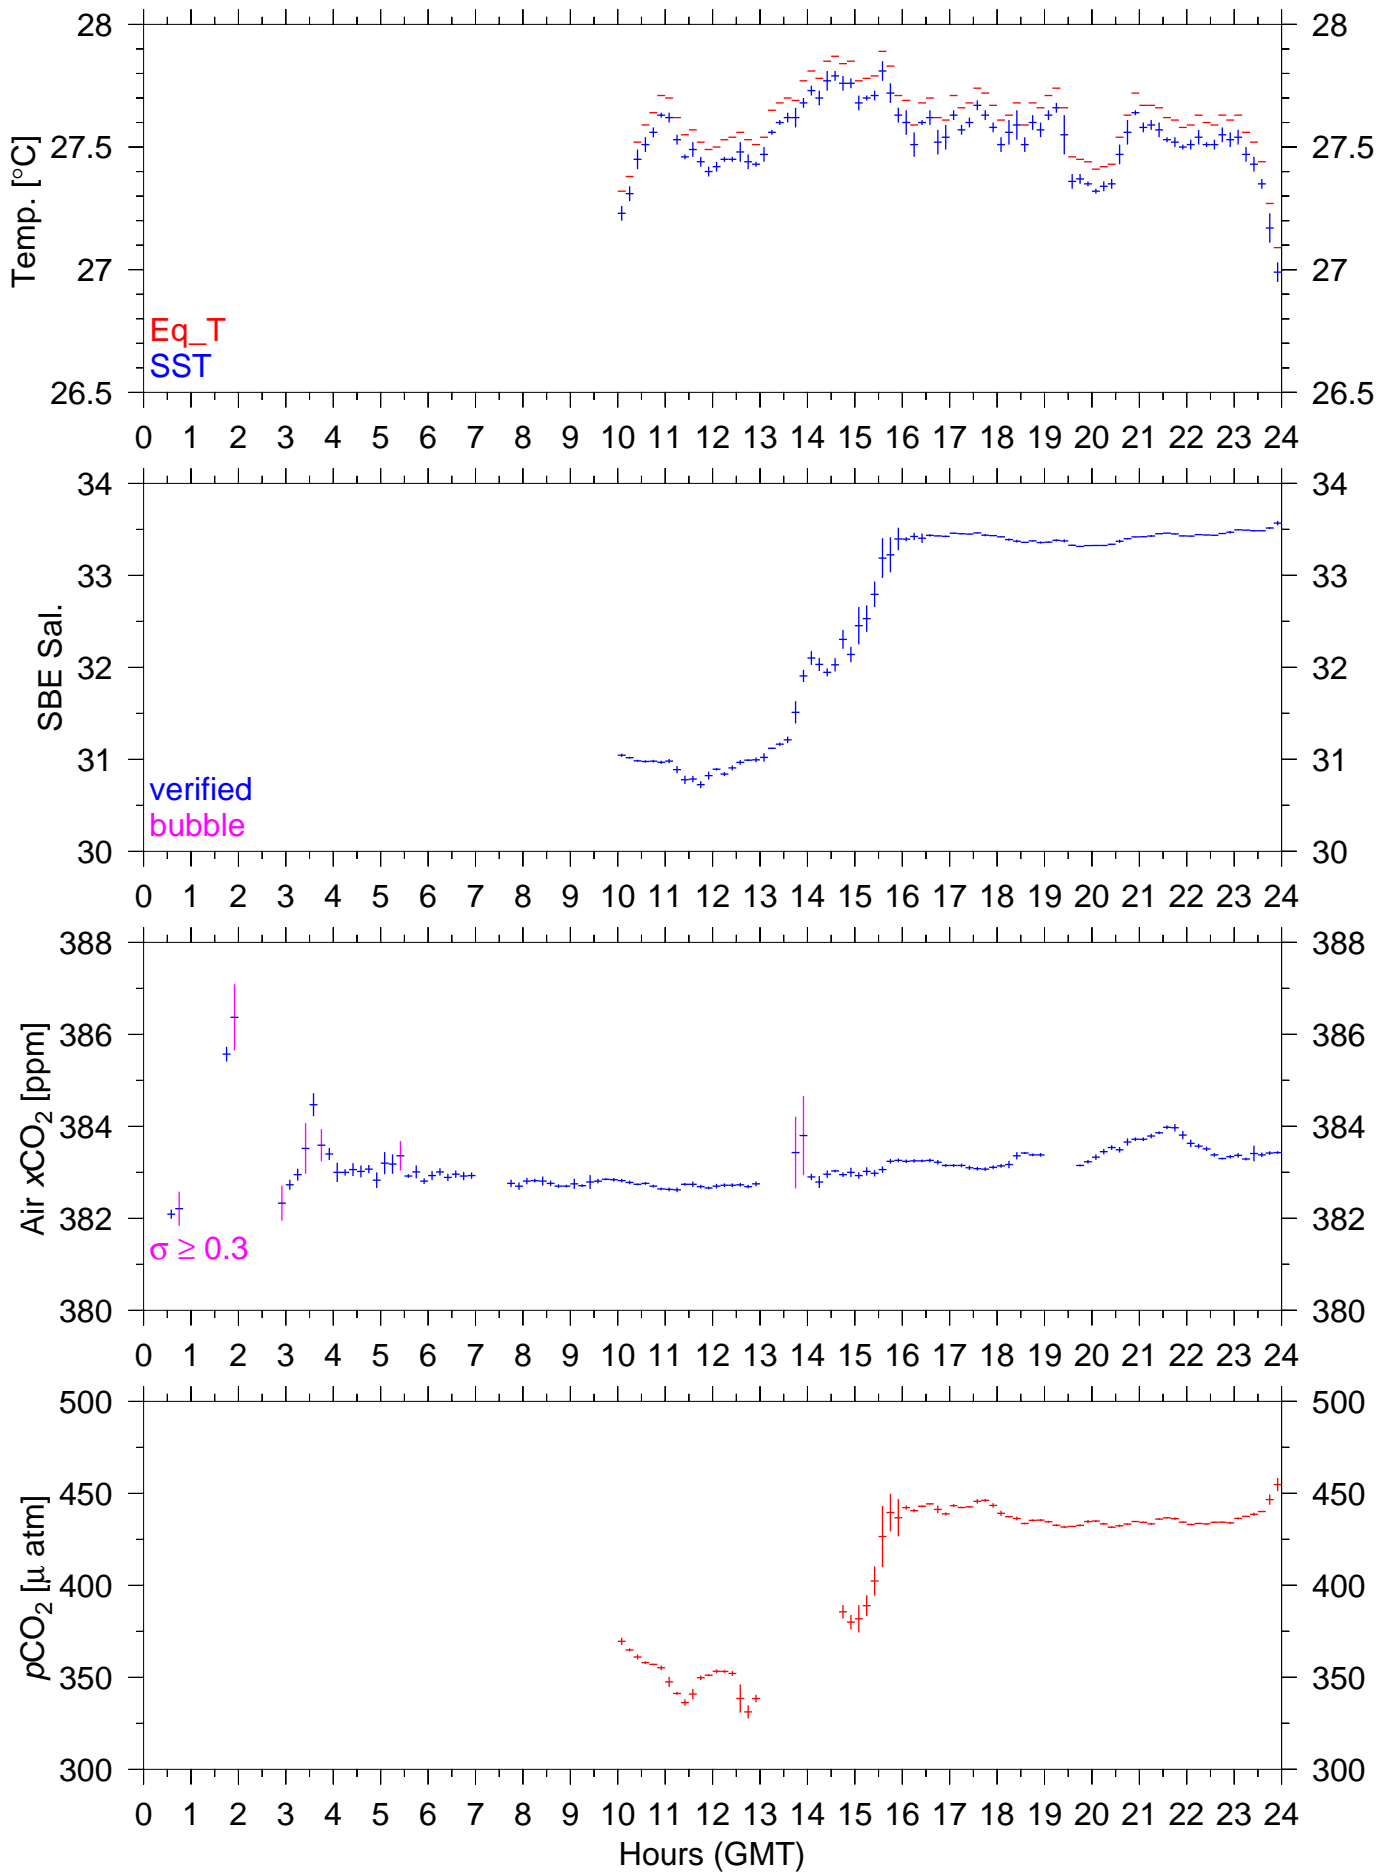 28 28
27.5 27.5
27 27
26.5 26.5
Temp. [°C]
Eq_T
SST
0 1 2 3 4 5 6 7 8 9 10 11 12 13 14 15 16 17 18 19 20 21 22 23 24
34 34
33 33
32 32
31 31
30 30
SBE Sal.
verified
bubble
0 1 2 3 4 5 6 7 8 9 10 11 12 13 14 15 16 17 18 19 20 21 22 23 24
388 388
386 386
384 384
382 382
380 380
Air xCO₂ [ppm]
σ ≥ 0.3
0 1 2 3 4 5 6 7 8 9 10 11 12 13 14 15 16 17 18 19 20 21 22 23 24
500 500
450 450
400 400
350 350
300 300
pCO₂ [μ atm]
0 1 2 3 4 5 6 7 8 9 10 11 12 13 14 15 16 17 18 19 20 21 22 23 24
Hours (GMT)